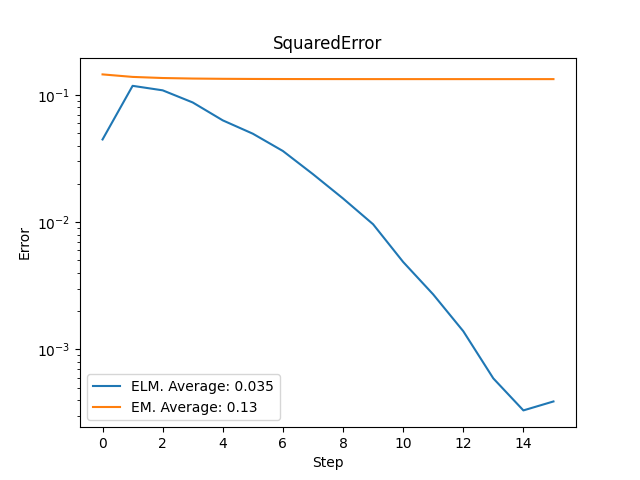 SquaredError
Error
10⁻¹
10⁻²
10⁻³
ELM. Average: 0.035
EM. Average: 0.13
0 2 4 6 8 10 12 14
Step